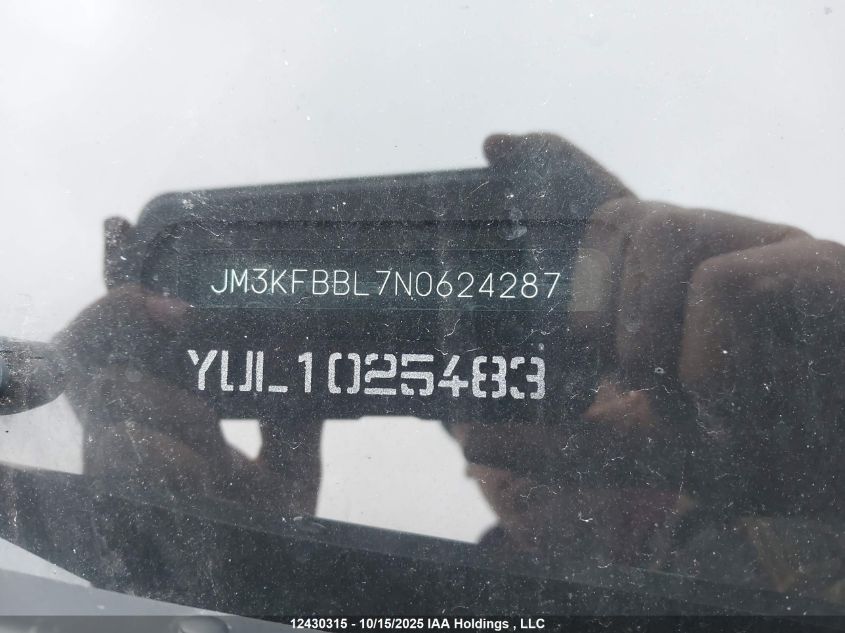 JM3KFBBL7N0624287
YUL1025483
12430315 - 10/15/2025 IAA Holdings , LLC